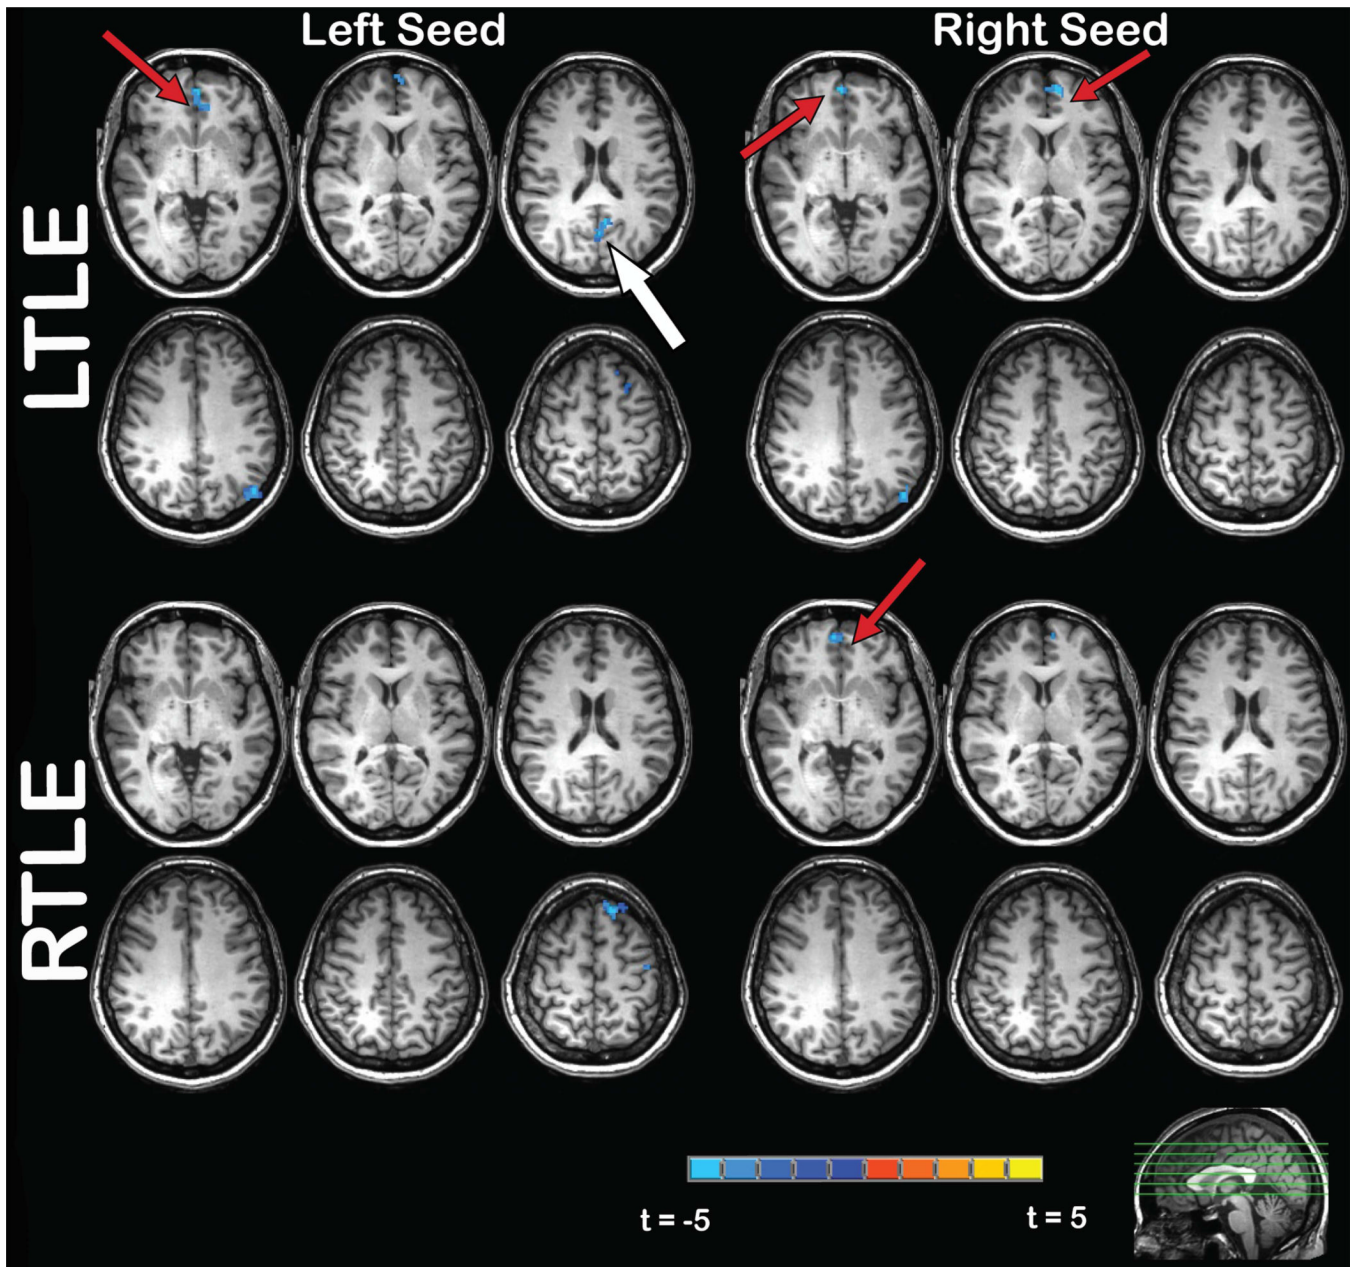 Left Seed
Right Seed
LTLE
RTLE
t = -5
t = 5